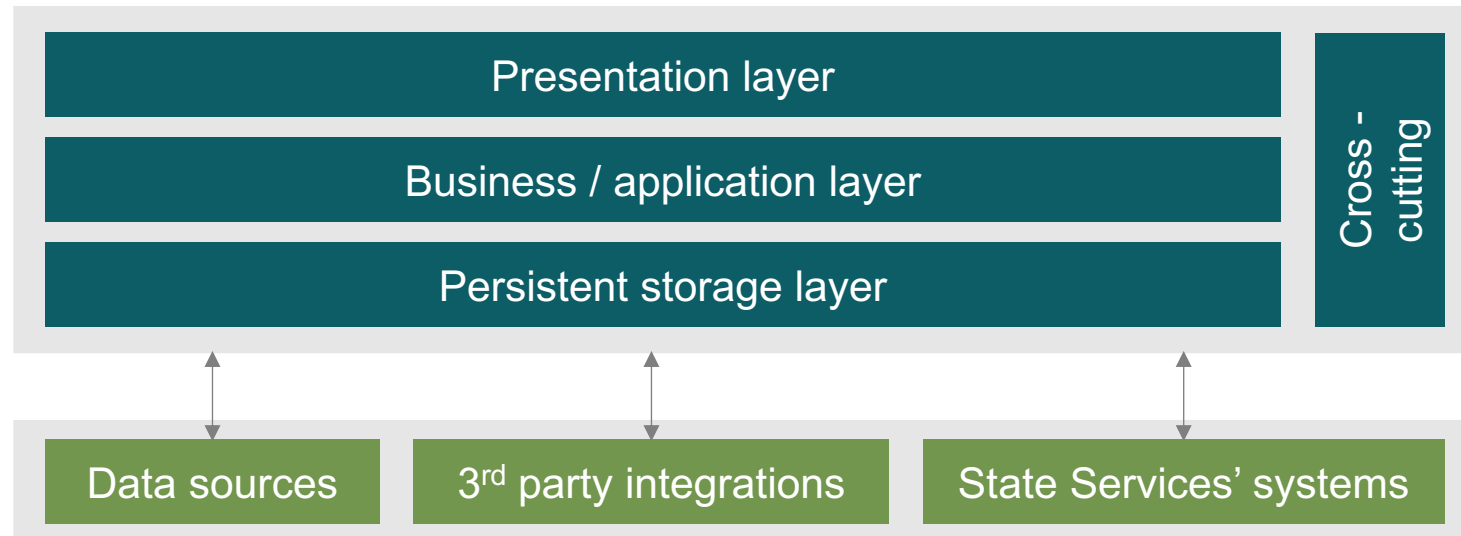 Presentation layer
Business / application layer
Persistent storage layer
Cross -
cutting
Data sources
3rd party integrations
State Services’ systems